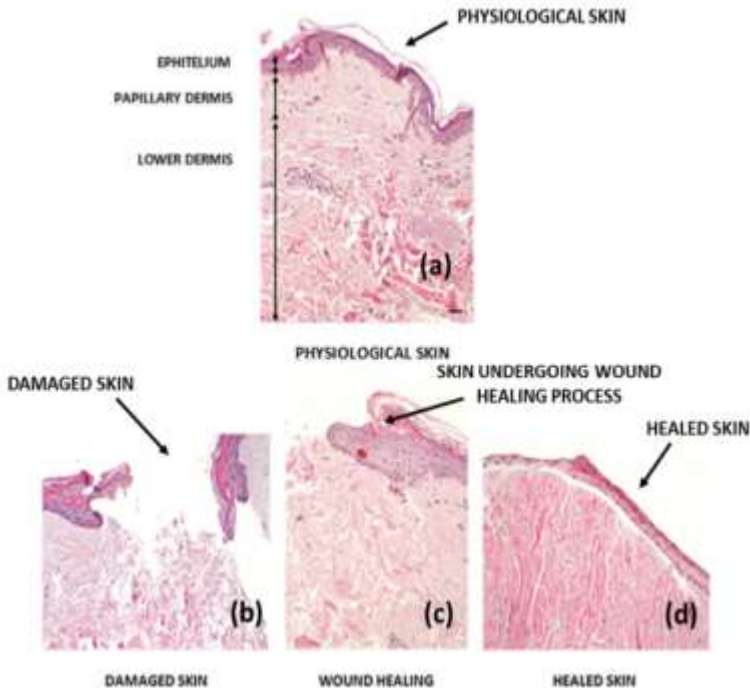 PHYSIOLOGICAL SKIN
EPHITELIUM
PAPILLARY DERMIS
LOWER DERMIS
(a)
PHYSIOLOGICAL SKIN
SKIN UNDERGOING WOUND
HEALING PROCESS
DAMAGED SKIN
HEALED SKIN
(b)
(c)
(d)
DAMAGED SKIN
WOUND HEALING
HEALED SKIN